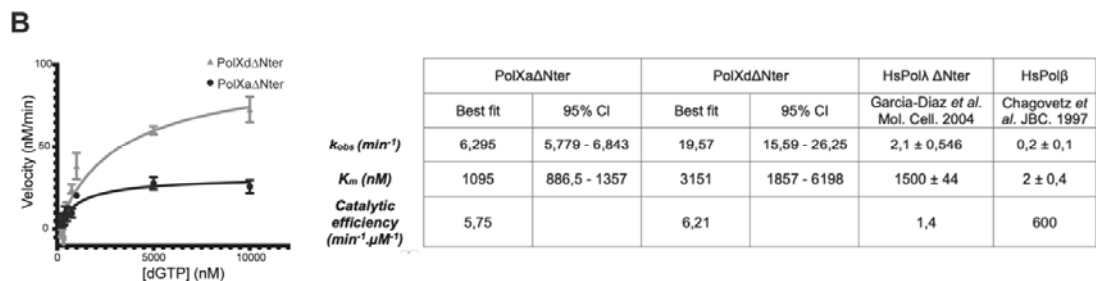 B
PolXdΔNter
PolXaΔNter
100
50
0
Velocity (nM/min)
0
5000
10000
[dGTP] (nM)
PolXaΔNter
PolXdΔNter
HsPolλ ΔNter
HsPolβ
Best fit
95% CI
Best fit
95% CI
Garcia-Diaz et al.
Mol. Cell. 2004
Chagovetz et
al. JBC. 1997
kobs (min-1)
6,295
5,779 - 6,843
19,57
15,59 - 26,25
2,1 ± 0,546
0,2 ± 0,1
Km (nM)
1095
886,5 - 1357
3151
1857 - 6198
1500 ± 44
2 ± 0,4
Catalytic
efficiency
(min-1.µM-1)
5,75
6,21
1,4
600